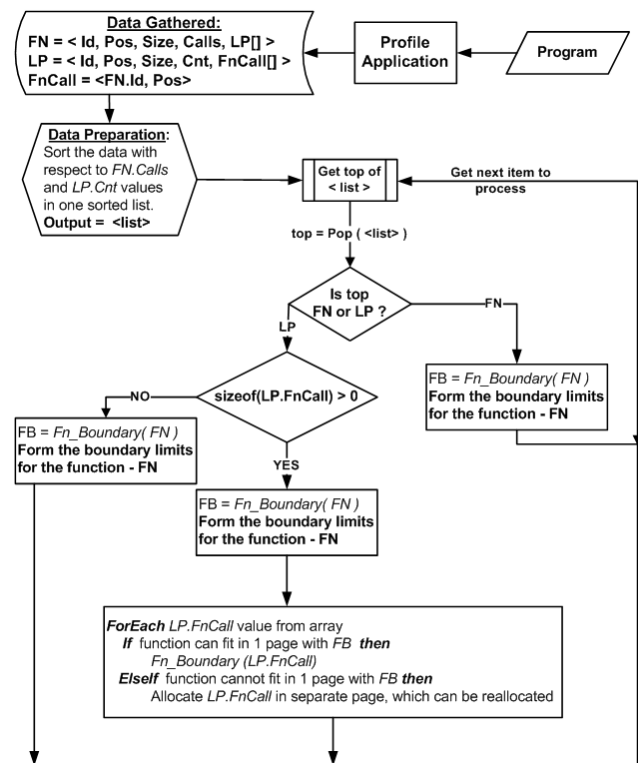 Data Gathered:
FN = < Id, Pos, Size, Calls, LP[] >
LP = < Id, Pos, Size, Cnt, FnCall[] >
FnCall = <FN.Id, Pos>
Profile
Application
Program
Data Preparation:
Sort the data with
respect to FN.Calls
and LP.Cnt values
in one sorted list.
Output = <list>
Get top of
< list >
Get next item to
process
top = Pop ( <list> )
Is top
FN or LP ?
FN
LP
FB = Fn_Boundary( FN )
Form the boundary limits
for the function - FN
sizeof(LP.FnCall) > 0
NO
FB = Fn_Boundary( FN )
Form the boundary limits
for the function - FN
YES
FB = Fn_Boundary( FN )
Form the boundary limits
for the function - FN
ForEach LP.FnCall value from array
If function can fit in 1 page with FB then
Fn_Boundary (LP.FnCall)
ElseIf function cannot fit in 1 page with FB then
Allocate LP.FnCall in separate page, which can be reallocated